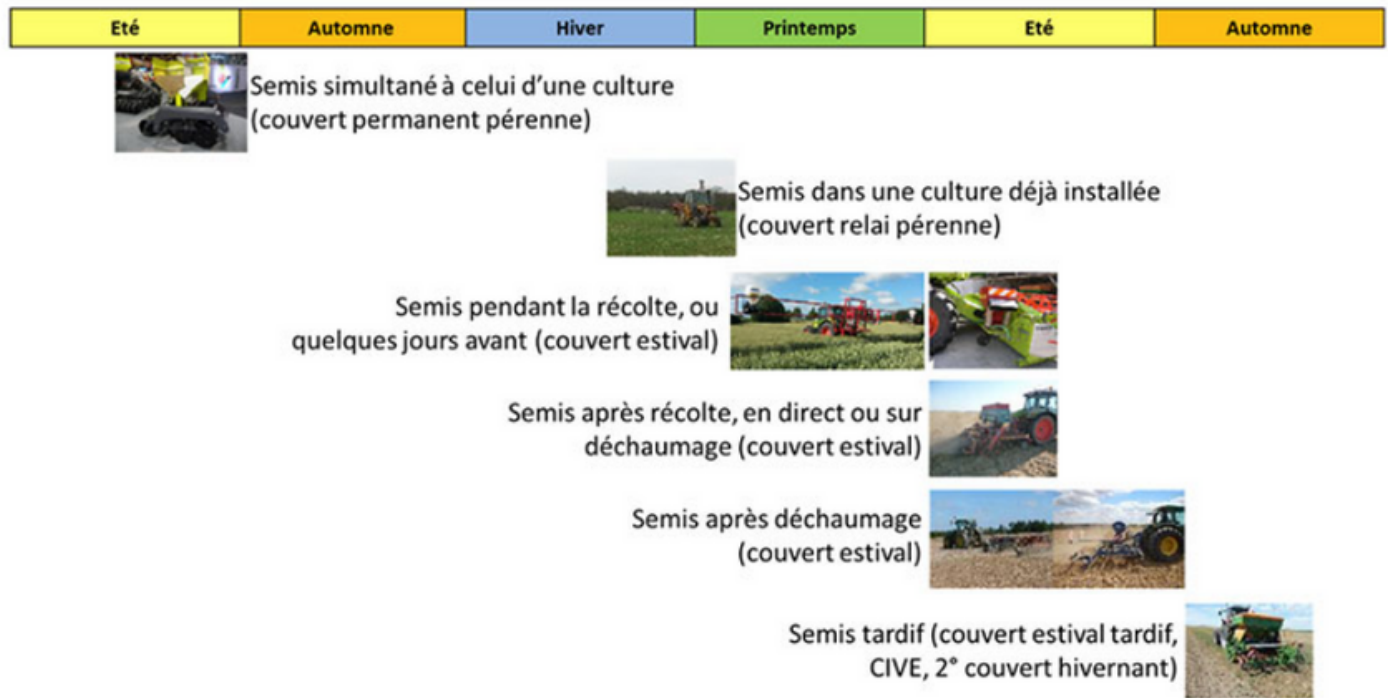 Eté Automne Hiver Printemps Eté Automne
Semis simultané à celui d'une culture
(couvert permanent pérenne)
Semis dans une culture déjà installée
(couvert relai pérenne)
Semis pendant la récolte, ou
quelques jours avant (couvert estival)
Semis après récolte, en direct ou sur
déchaumage (couvert estival)
Semis après déchaumage
(couvert estival)
Semis tardif (couvert estival tardif,
CIVE, 2° couvert hivernant)